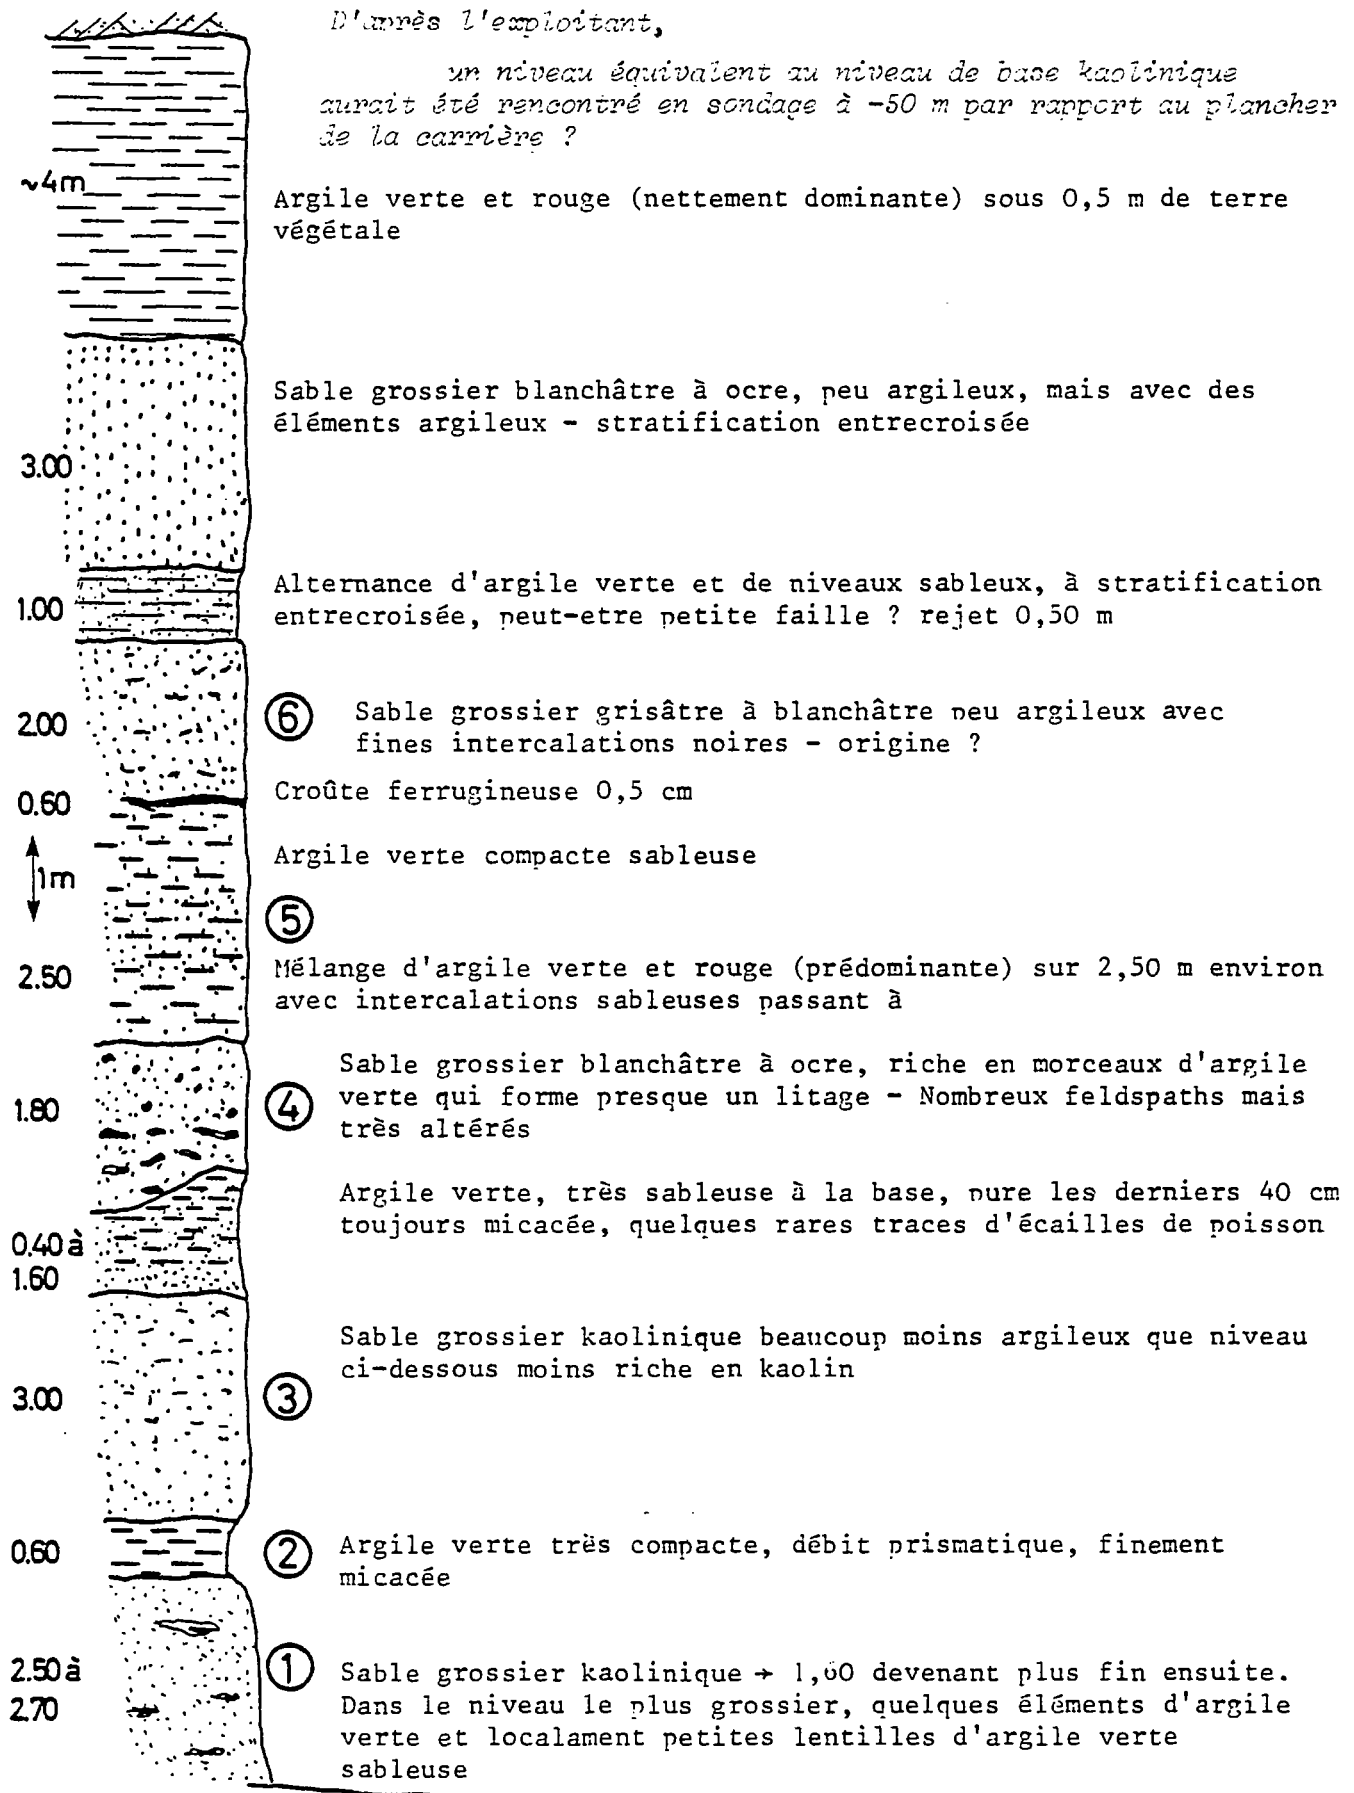 D'après l'exploitant,
un niveau équivalent au niveau de base kaolinique
aurait été rencontré en sondage à -50 m par rapport au plancher
de la carrière ?
~4m
Argile verte et rouge (nettement dominante) sous 0,5 m de terre
végétale
Sable grossier blanchâtre à ocre, peu argileux, mais avec des
éléments argileux - stratification entrecroisée
3.00
Alternance d'argile verte et de niveaux sableux, à stratification
entrecroisée, peut-etre petite faille ? rejet 0,50 m
1.00
2.00
6 Sable grossier grisâtre à blanchâtre peu argileux avec
fines intercalations noires - origine ?
0.60
Croûte ferrugineuse 0,5 cm
1m
Argile verte compacte sableuse
5
2.50
Mélange d'argile verte et rouge (prédominante) sur 2,50 m environ
avec intercalations sableuses passant à
1.80
4
Sable grossier blanchâtre à ocre, riche en morceaux d'argile
verte qui forme presque un litage - Nombreux feldspaths mais
très altérés
0.40 à
1.60
Argile verte, très sableuse à la base, pure les derniers 40 cm
toujours micacée, quelques rares traces d'écailles de poisson
3.00
3
Sable grossier kaolinique beaucoup moins argileux que niveau
ci-dessous moins riche en kaolin
0.60
2 Argile verte très compacte, débit prismatique, finement
micacée
2.50 à
2.70
1 Sable grossier kaolinique → 1,60 devenant plus fin ensuite.
Dans le niveau le plus grossier, quelques éléments d'argile
verte et localament petites lentilles d'argile verte
sableuse